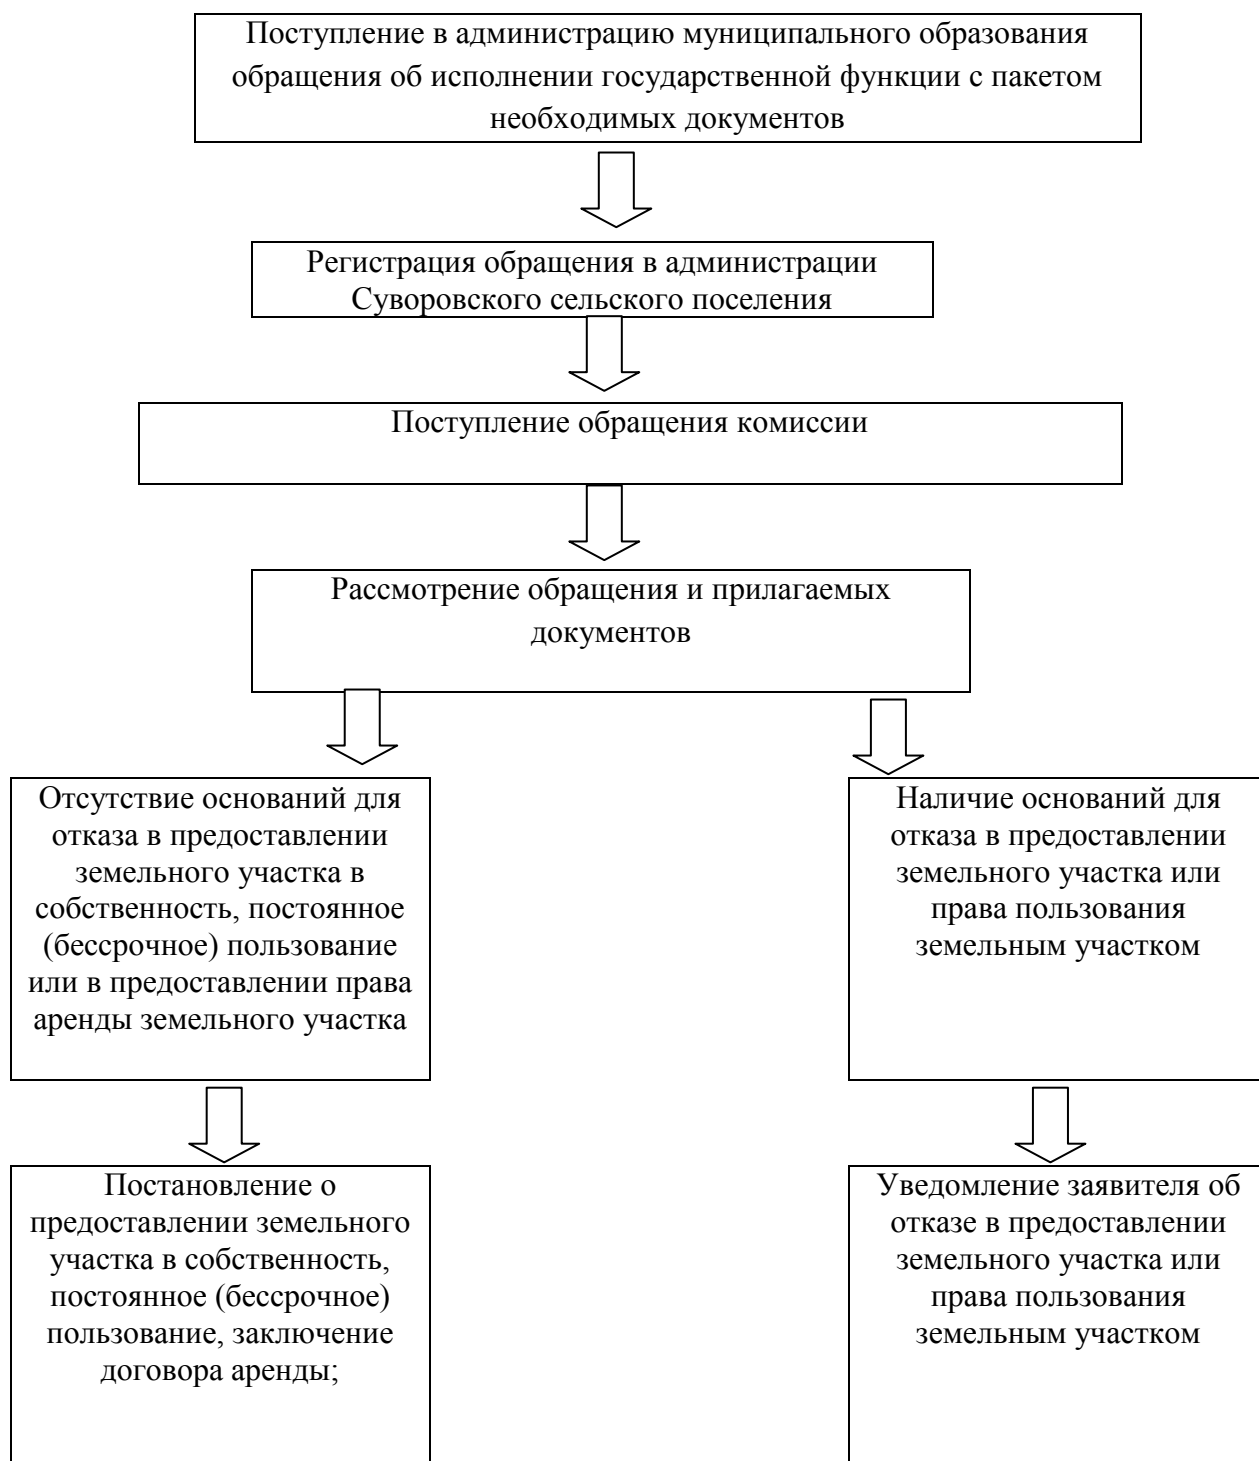 Поступление в администрацию муниципального образования
обращения об исполнении государственной функции с пакетом
необходимых документов
Регистрация обращения в администрации
Суворовского сельского поселения
Поступление обращения комиссии
Рассмотрение обращения и прилагаемых
документов
Отсутствие оснований для
отказа в предоставлении
земельного участка в
собственность, постоянное
(бессрочное) пользование
или в предоставлении права
аренды земельного участка
Наличие оснований для
отказа в предоставлении
земельного участка или
права пользования
земельным участком
Постановление о
предоставлении земельного
участка в собственность,
постоянное (бессрочное)
пользование, заключение
договора аренды;
Уведомление заявителя об
отказе в предоставлении
земельного участка или
права пользования
земельным участком